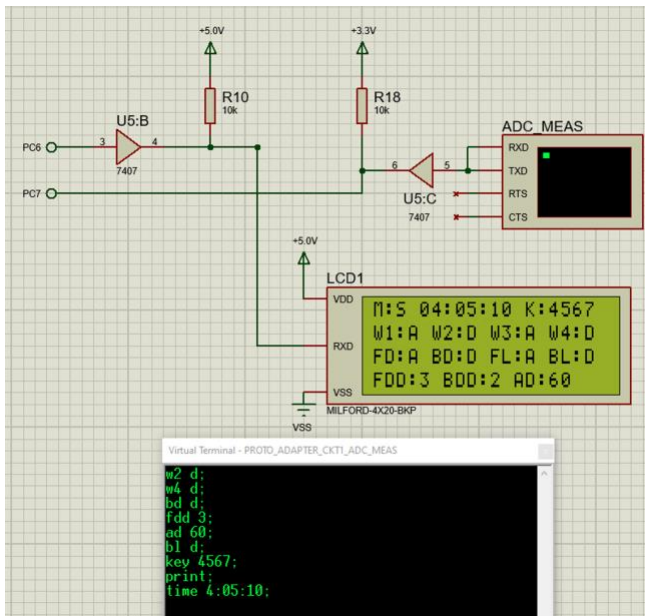 +5.0V
+3.3V
R10
10k
R18
10k
U5:B
3
4
7407
PC6
PC7
6
5
U5:C
7407
ADC_MEAS
RXD
TXD
RTS
CTS
+5.0V
LCD1
VDD
RXD
VSS
M:S 04:05:10 K:4567
W1:A W2:D W3:A W4:D
FD:A BD:D FL:A BL:D
FDD:3 BDD:2 AD:60
MILFORD-4X20-BKP
VSS
Virtual Terminal - PROTO_ADAPTER_CKT1_ADC_MEAS
w2 d;
w4 d;
bd d;
fdd 3;
ad 60;
bl d;
key 4567;
print;
time 4:05:10;